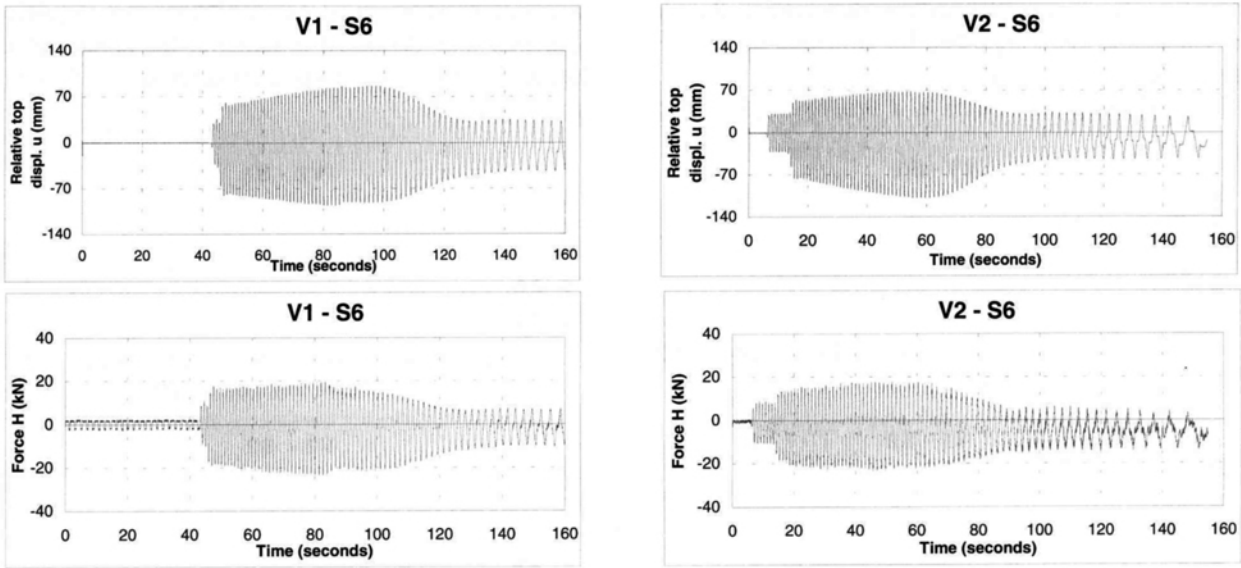 V1 - S6
Relative top
displ. u (mm)
140
70
0
-70
-140
0 20 40 60 80 100 120 140 160
Time (seconds)
V2 - S6
Relative top
displ. u (mm)
140
70
0
-70
-140
0 20 40 60 80 100 120 140 160
Time (seconds)
V1 - S6
Force H (kN)
40
20
0
-20
-40
0 20 40 60 80 100 120 140 160
Time (seconds)
V2 - S6
Force H (kN)
40
20
0
-20
-40
0 20 40 60 80 100 120 140 160
Time (seconds)